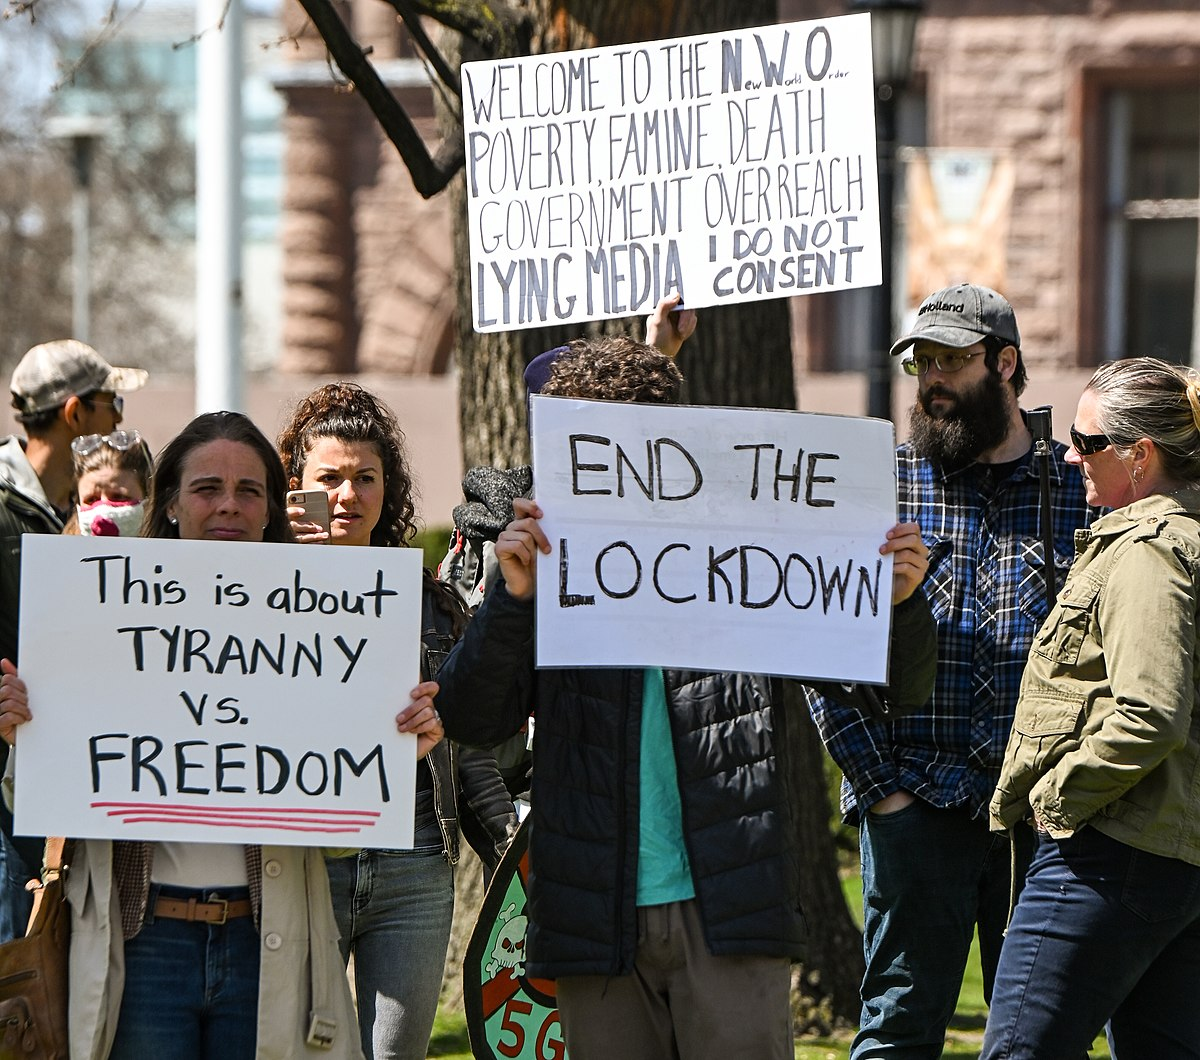 WELCOME TO THE N.W.O...
New World Order
POVERTY, FAMINE, DEATH
GOVERNMENT OVERREACH
LYING MEDIA I DO NOT
CONSENT
Holland
END THE
LOCKDOWN
This is about
TYRANNY
vs.
FREEDOM
5G